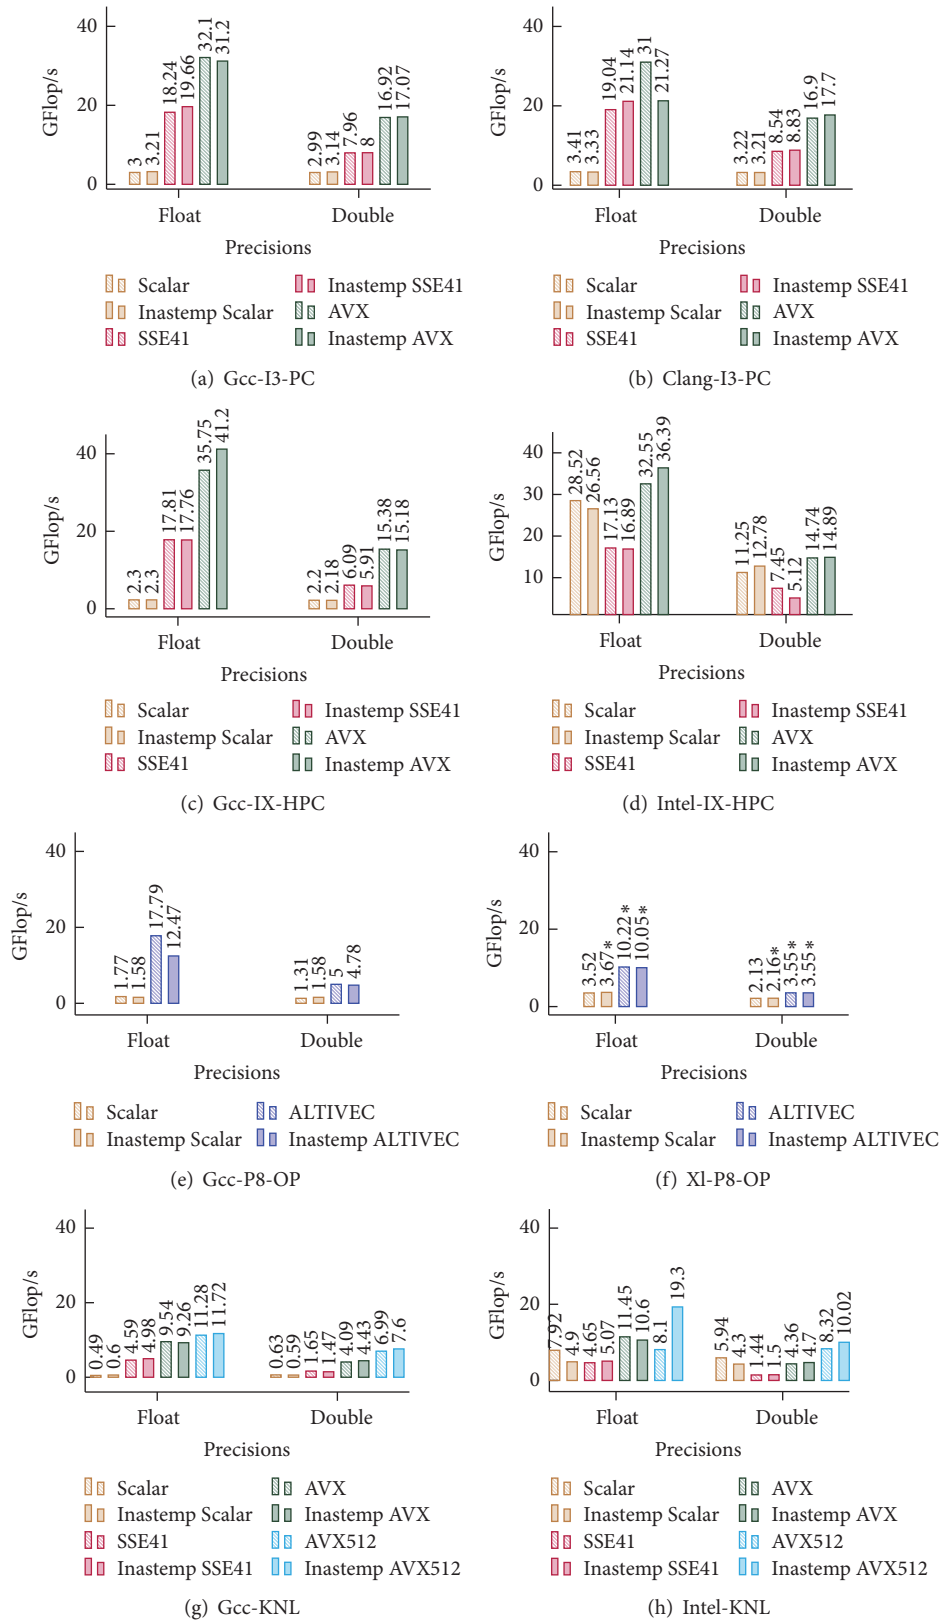 40
20
0
GFlop/s
3
3.21
18.24
19.66
32.1
31.2
2.99
3.14
7.96
8
16.92
17.07
Float Double
Precisions
Scalar Inastemp SSE41
Inastemp Scalar AVX
SSE41 Inastemp AVX
(a) Gcc-I3-PC
40
20
0
GFlop/s
3.41
3.33
19.04
21.14
31
21.27
3.22
3.21
8.54
8.83
16.9
17.7
Float Double
Precisions
Scalar Inastemp SSE41
Inastemp Scalar AVX
SSE41 Inastemp AVX
(b) Clang-I3-PC
40
20
0
GFlop/s
2.3
2.3
17.81
17.76
35.75
41.2
2.2
2.18
6.09
5.91
15.38
15.18
Float Double
Precisions
Scalar Inastemp SSE41
Inastemp Scalar AVX
SSE41 Inastemp AVX
(c) Gcc-IX-HPC
40
30
20
10
GFlop/s
28.52
26.56
17.13
16.89
32.55
36.39
11.25
12.78
7.45
5.12
14.74
14.89
Float Double
Precisions
Scalar Inastemp SSE41
Inastemp Scalar AVX
SSE41 Inastemp AVX
(d) Intel-IX-HPC
40
20
0
GFlop/s
1.77
1.58
17.79
12.47
1.31
1.58
5
4.78
Float Double
Precisions
Scalar ALTIVEC
Inastemp Scalar Inastemp ALTIVEC
(e) Gcc-P8-OP
40
20
0
GFlop/s
3.52
3.67*
10.22*
10.05*
2.13
2.16*
3.55*
3.55*
Float Double
Precisions
Scalar ALTIVEC
Inastemp Scalar Inastemp ALTIVEC
(f) Xl-P8-OP
40
20
0
GFlop/s
0.49
0.6
4.59
4.98
9.54
9.26
11.28
11.72
0.63
0.59
1.65
1.47
4.09
4.43
6.99
7.6
Float Double
Precisions
Scalar AVX
Inastemp Scalar Inastemp AVX
SSE41 AVX512
Inastemp SSE41 Inastemp AVX512
(g) Gcc-KNL
40
20
0
GFlop/s
7.92
4.9
4.65
5.07
11.45
10.6
8.1
19.3
5.94
4.3
1.44
1.5
4.36
4.7
8.32
10.02
Float Double
Precisions
Scalar AVX
Inastemp Scalar Inastemp AVX
SSE41 AVX512
Inastemp SSE41 Inastemp AVX512
(h) Intel-KNL